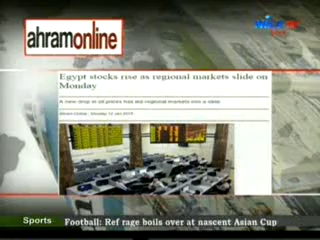 ahramonline
Egypt stocks rise as regional markets slide on
Monday
A new drop in oil prices has led regional markets into a slide
Sports
Football: Ref rage boils over at nascent Asian Cup